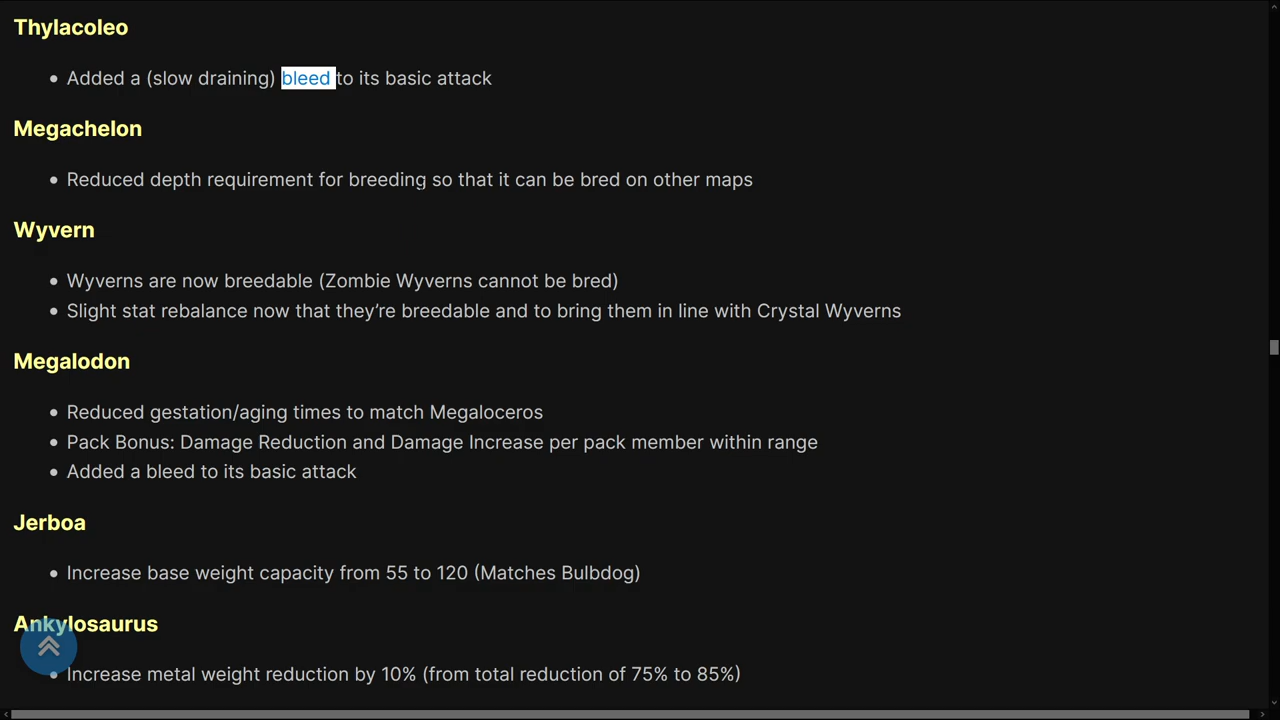 Thylacoleo
Added a (slow draining) bleed to its basic attack
Megachelon
Reduced depth requirement for breeding so that it can be bred on other maps
Wyvern
Wyverns are now breedable (Zombie Wyverns cannot be bred)
Slight stat rebalance now that they’re breedable and to bring them in line with Crystal Wyverns
Megalodon
Reduced gestation/aging times to match Megaloceros
Pack Bonus: Damage Reduction and Damage Increase per pack member within range
Added a bleed to its basic attack
Jerboa
Increase base weight capacity from 55 to 120 (Matches Bulbdog)
Ankylosaurus
Increase metal weight reduction by 10% (from total reduction of 75% to 85%)